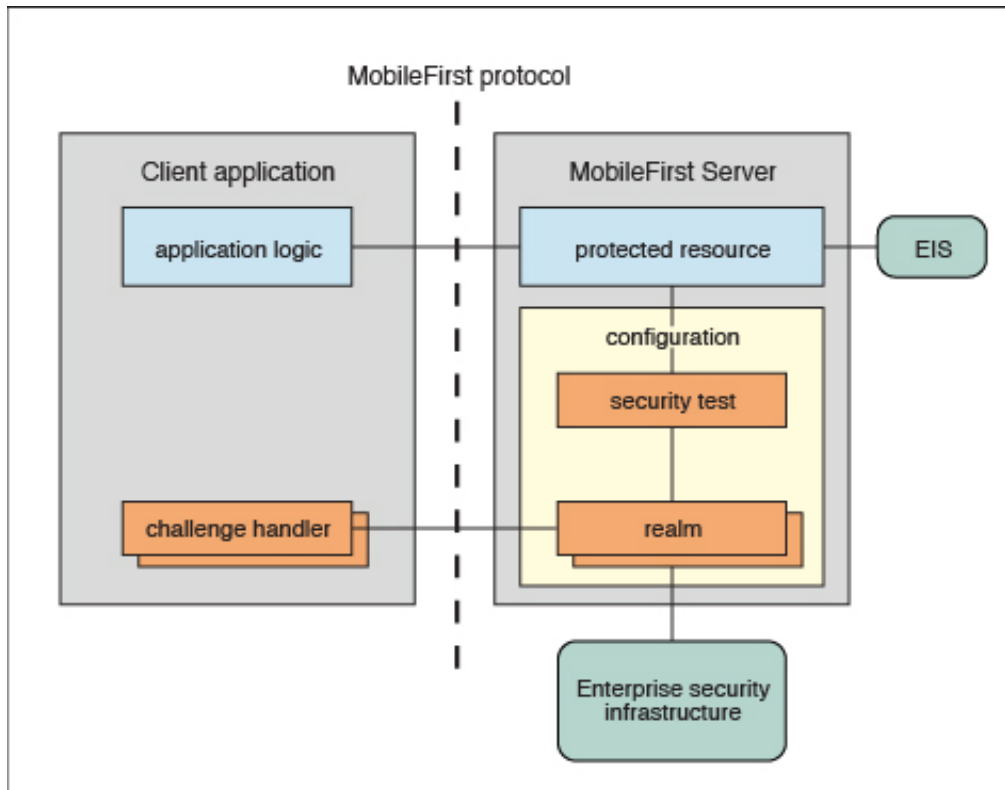 MobileFirst protocol
Client application
MobileFirst Server
application logic
protected resource
EIS
configuration
security test
challenge handler
realm
Enterprise security
infrastructure